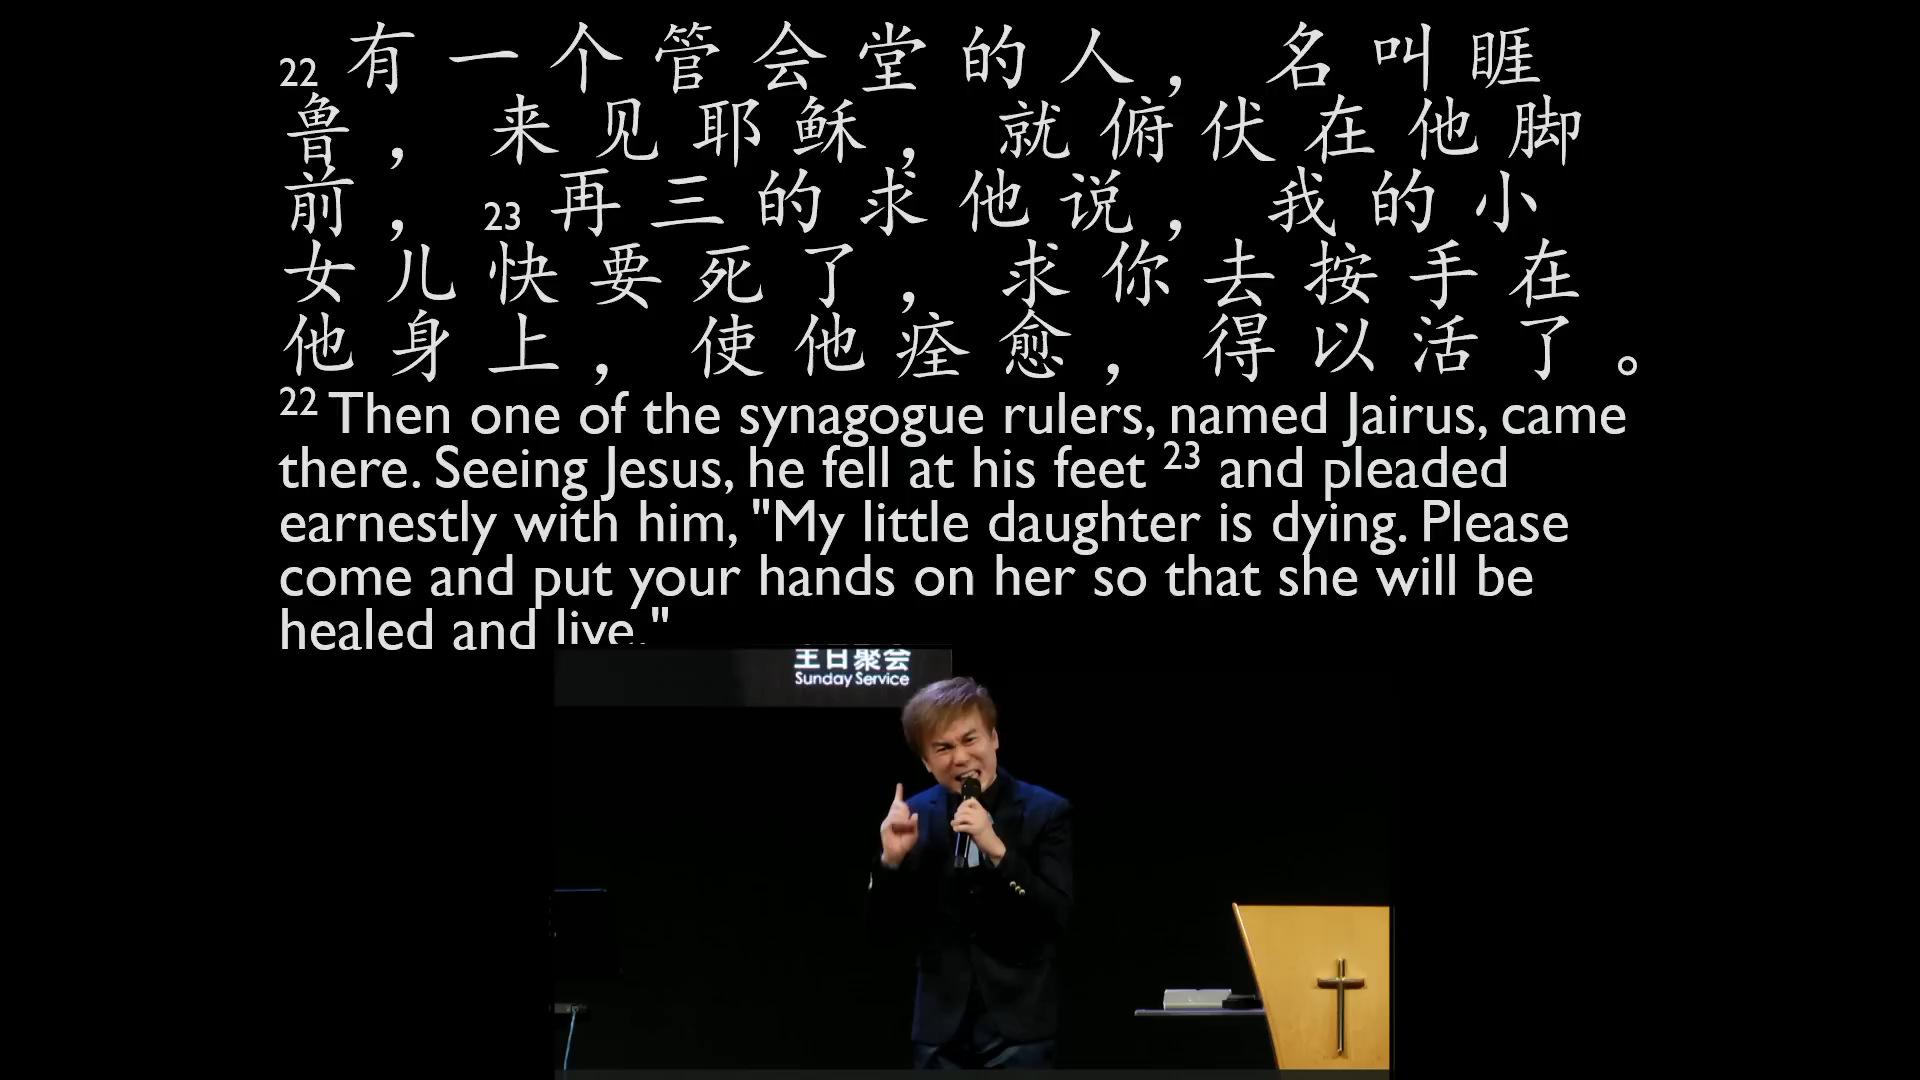 22 有一个管会堂的人，名叫睚
鲁，来见耶稣，就俯伏在他脚
前，23 再三的求他说，我的小
女儿快要死了，求你去按手在
他身上，使他痊愈，得以活了。
22 Then one of the synagogue rulers, named Jairus, came
there. Seeing Jesus, he fell at his feet 23 and pleaded
earnestly with him, "My little daughter is dying. Please
come and put your hands on her so that she will be
healed and live."
主日聚会
Sunday Service